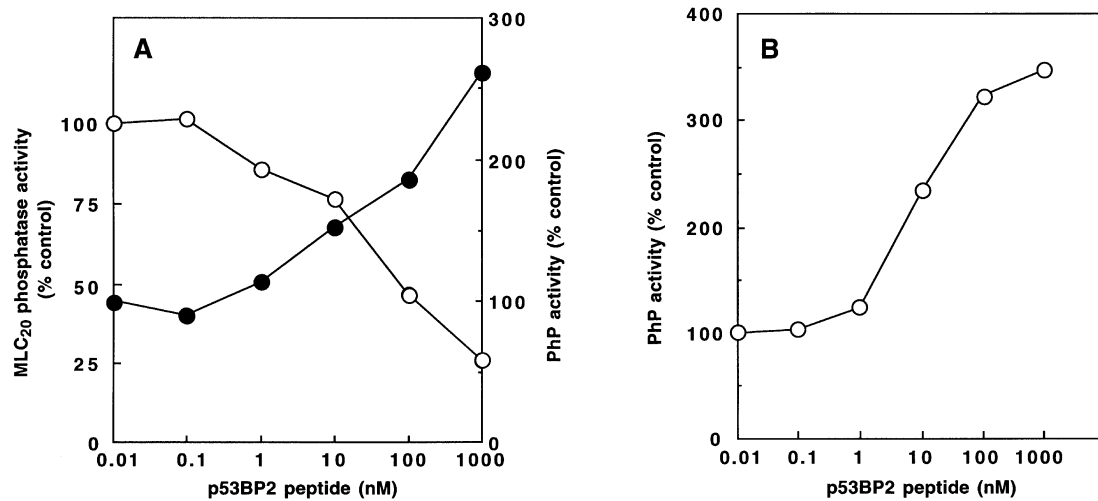 A
MLC20 phosphatase activity
(% control)
100
75
50
25
0
300
200
100
0
PhP activity (% control)
0.01 0.1 1 10 100 1000
p53BP2 peptide (nM)
B
PhP activity (% control)
400
350
300
200
100
0
0.01 0.1 1 10 100 1000
p53BP2 peptide (nM)